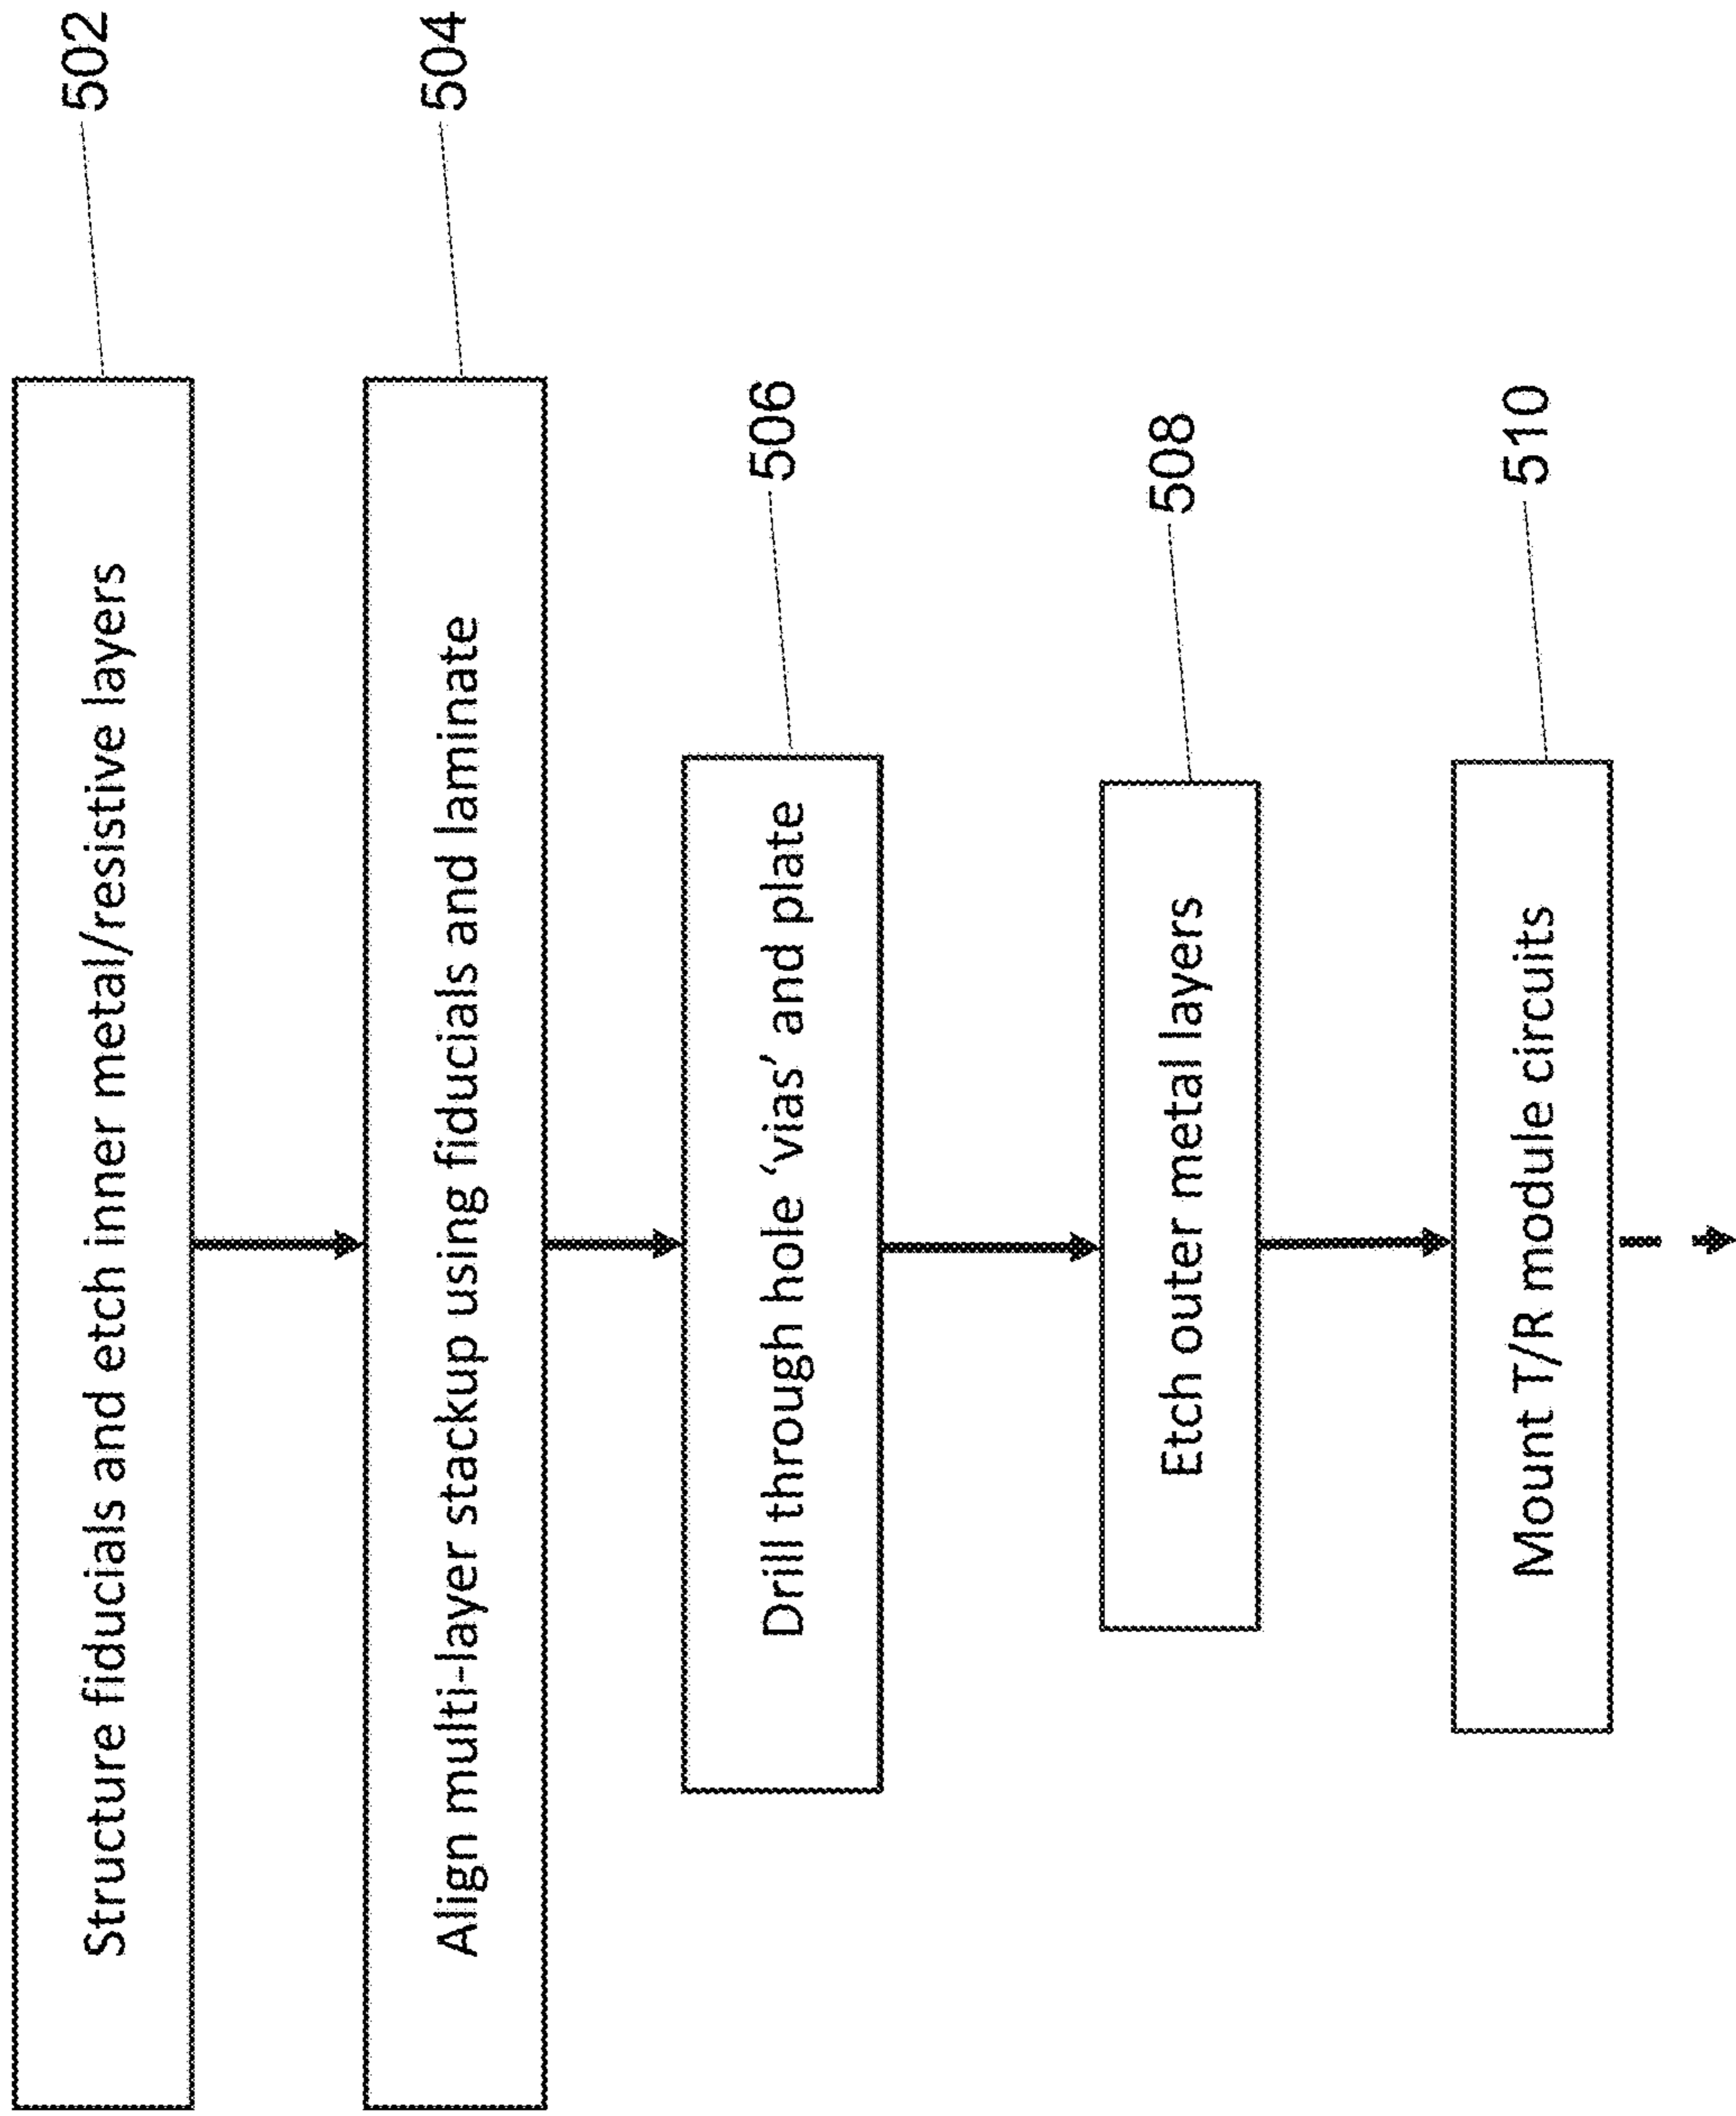 Structure fiducials and etch inner metal/resistive layers
502
Align multi-layer stackup using fiducials and laminate
504
Drill through hole ‘vias’ and plate
506
Etch outer metal layers
508
Mount T/R module circuits
510